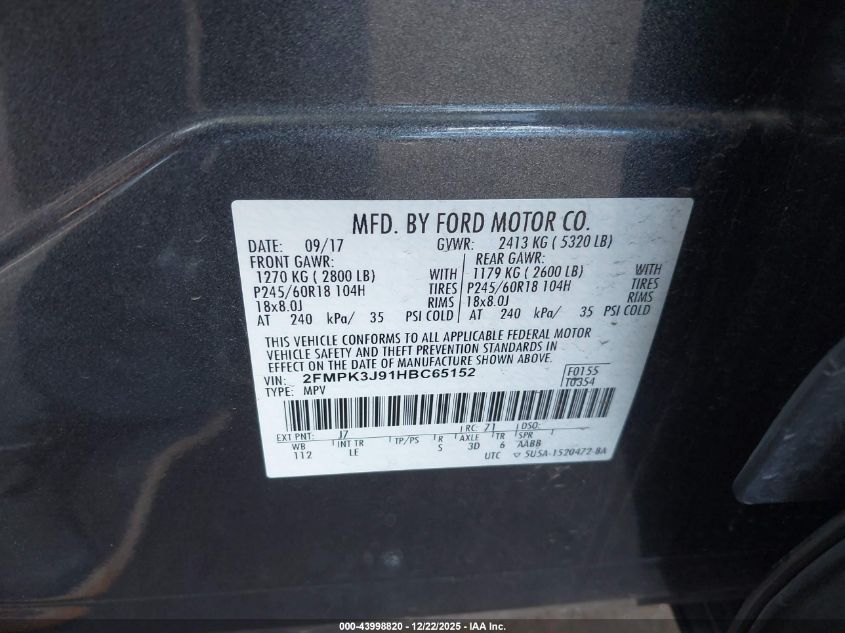 MFD. BY FORD MOTOR CO.
DATE: 09/17 GVWR: 2413 KG ( 5320 LB)
FRONT GAWR: REAR GAWR:
1270 KG ( 2800 LB) WITH 1179 KG ( 2600 LB) WITH
P245/60R18 104H TIRES P245/60R18 104H TIRES
18x8.0J RIMS 18x8.0J RIMS
AT 240 kPa/ 35 PSI COLD AT 240 kPa/ 35 PSI COLD
THIS VEHICLE CONFORMS TO ALL APPLICABLE FEDERAL MOTOR
VEHICLE SAFETY AND THEFT PREVENTION STANDARDS IN
EFFECT ON THE DATE OF MANUFACTURE SHOWN ABOVE.
VIN: 2FMPK3J91HBC65152 F0155
TYPE: MPV T0354
EXT PNT: J7 RC: 71 DSO:
WB INT TR TP/PS R AXLE TR SPR
112 LE S 3D 6 AABB
UTC ▽ 5U5A-1520472-BA
000-43998820 - 12/22/2025 - IAA Inc.